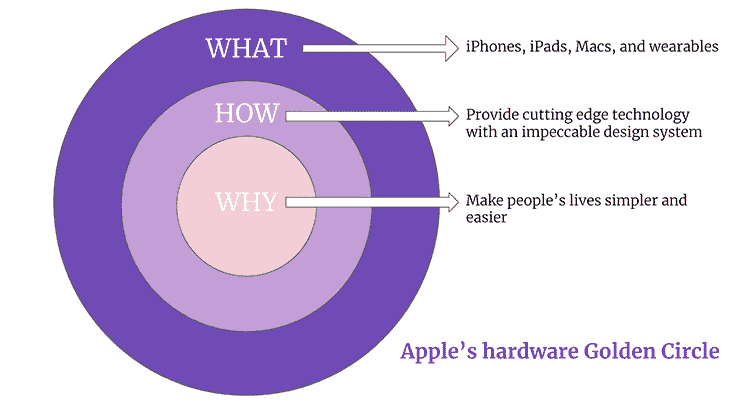 WHAT
iPhones, iPads, Macs, and wearables
HOW
Provide cutting edge technology
with an impeccable design system
WHY
Make people’s lives simpler and
easier
Apple’s hardware Golden Circle